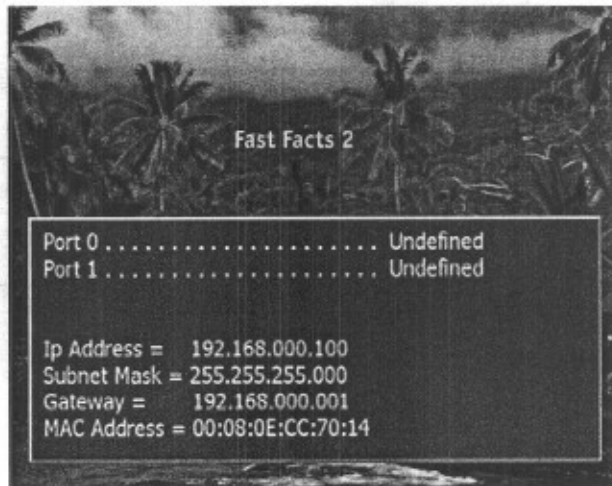 Fast Facts 2
Port 0 . . . . . . . . . . . . . . . . . . . . . Undefined
Port 1 . . . . . . . . . . . . . . . . . . . . . Undefined
Ip Address = 192.168.000.100
Subnet Mask = 255.255.255.000
Gateway = 192.168.000.001
MAC Address = 00:08:0E:CC:70:14